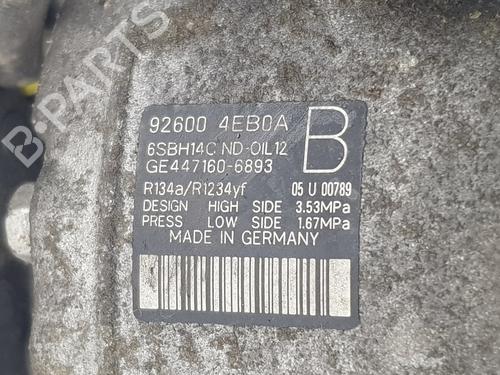 92600 4EB0A
B
6SBH14C ND-OIL12
GE447160-6893
R134a/R1234yf 05 U 00789
DESIGN HIGH SIDE 3.53MPa
PRESS LOW SIDE 1.67MPa
MADE IN GERMANY
B-PARTS